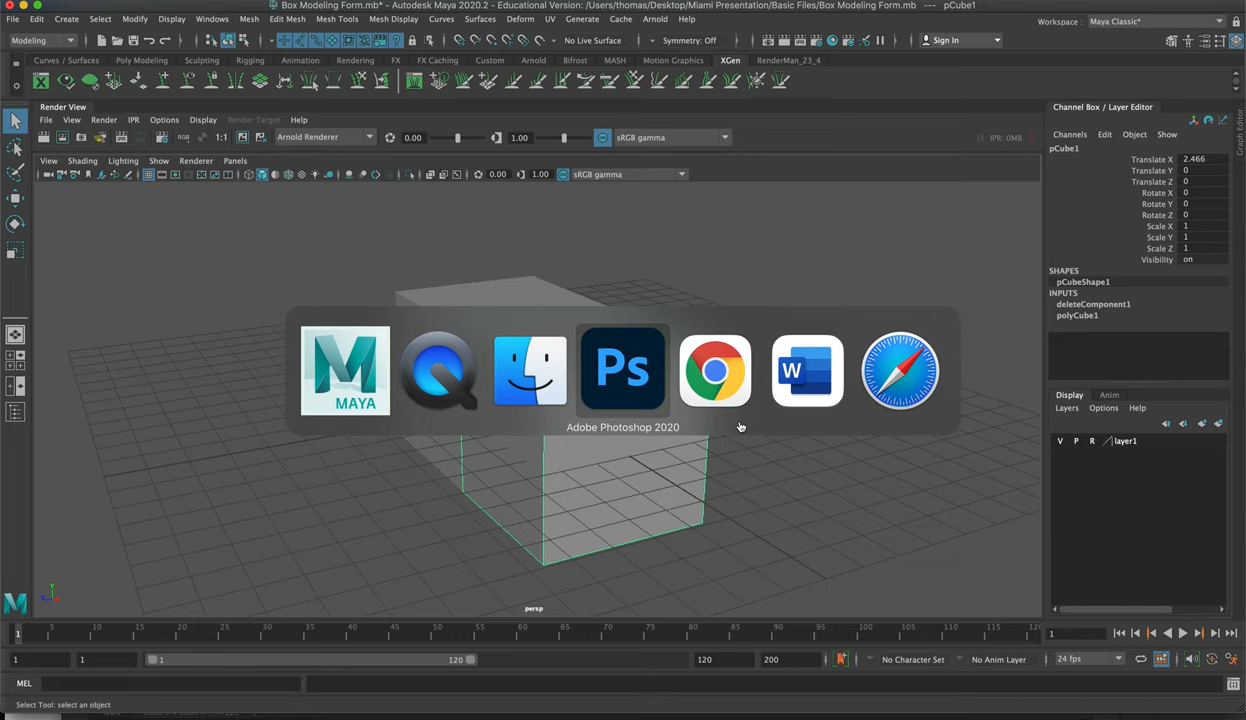 Box Modeling Form.mb* - Autodesk Maya 2020.2 - Educational Version: /Users/thomas/Desktop/Miami Presentation/Basic Files/Box Modeling Form.mb --- pCube1
File Edit Create Select Modify Display Windows Mesh Edit Mesh Mesh Tools Mesh Display Curves Surfaces Deform UV Generate Cache Arnold Help
Workspace : Maya Classic*
Modeling No Live Surface Symmetry: Off Sign In
Curves / Surfaces Poly Modeling Sculpting Rigging Animation Rendering FX FX Caching Custom Arnold Bifrost MASH Motion Graphics XGen RenderMan_23_4
Render View
File View Render IPR Options Display Render Target Help
RGB 1:1 Arnold Renderer 0.00 1.00 sRGB gamma IPR: 0MB
View Shading Lighting Show Renderer Panels
0.00 1.00 sRGB gamma
MAYA
Ps
W
Adobe Photoshop 2020
persp
Channel Box / Layer Editor
Channels Edit Object Show
pCube1
Translate X 2.466
Translate Y 0
Translate Z 0
Rotate X 0
Rotate Y 0
Rotate Z 0
Scale X 1
Scale Y 1
Scale Z 1
Visibility on
SHAPES
pCubeShape1
INPUTS
deleteComponent1
polyCube1
Display Anim
Layers Options Help
V P R layer1
Graph Editor
1 5 10 15 20 25 30 35 40 45 50 55 60 65 70 75 80 85 90 95 100 105 110 115 120 1
1 1 1 120 120 200 No Character Set No Anim Layer 24 fps
MEL
Select Tool: select an object